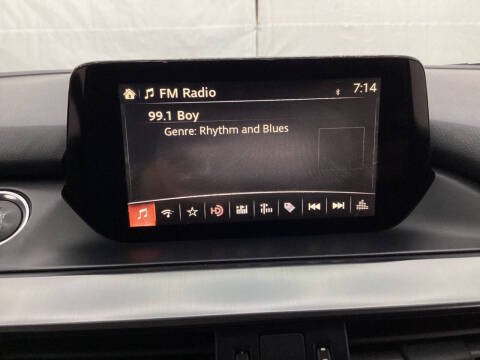 FM Radio
7:14
99.1 Boy
Genre: Rhythm and Blues